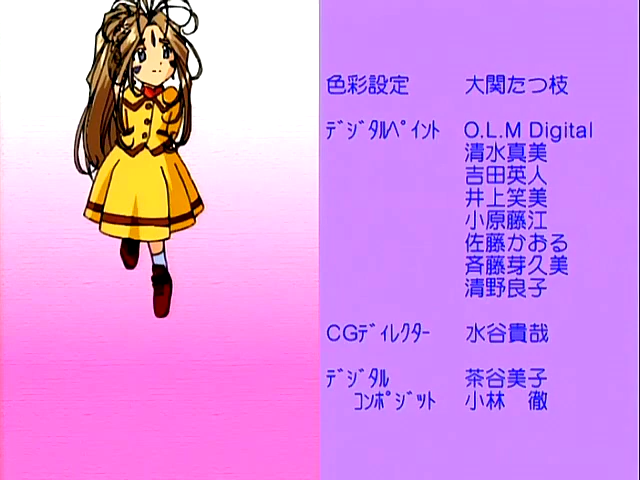 色彩設定 大関たつ枝
ﾃﾞｼﾞﾀﾙﾍﾟｲﾝﾄ O.L.M Digital
清水真美
吉田英人
井上笑美
小原藤江
佐藤かおる
斉藤芽久美
清野良子
CGﾃﾞｨﾚｸﾀｰ 水谷貴哉
ﾃﾞｼﾞﾀﾙ 茶谷美子
ｺﾝﾎﾟｼﾞｯﾄ 小林　徹